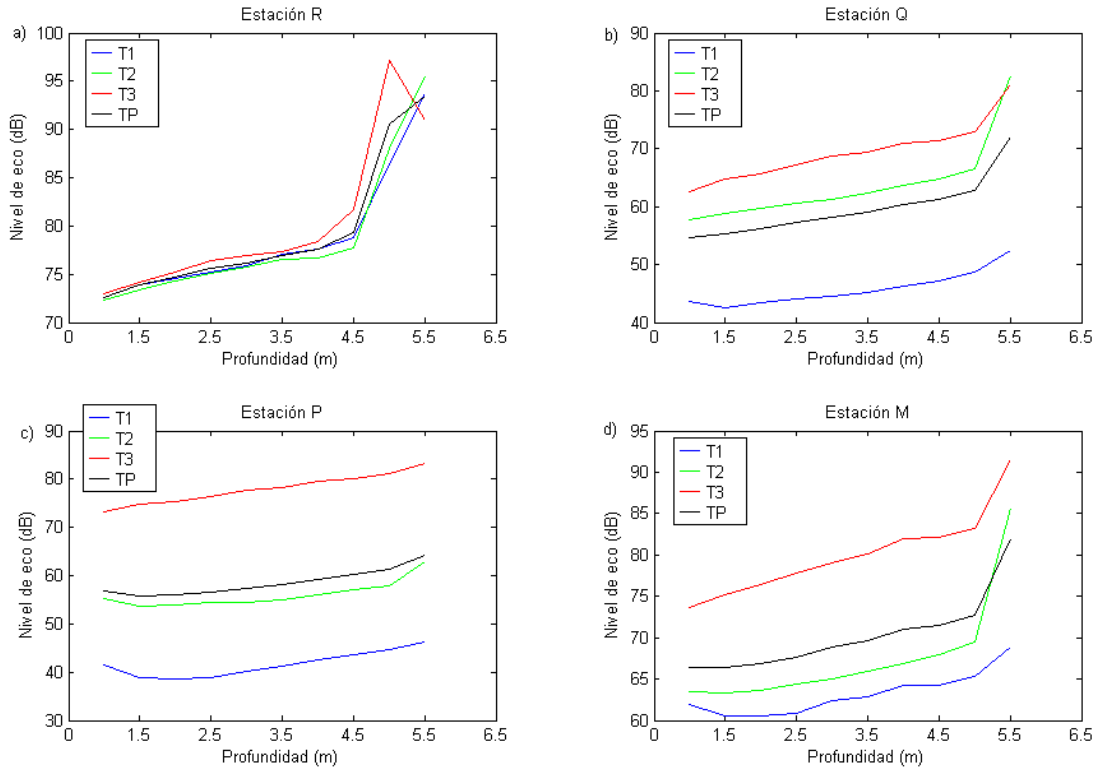 Estación R
a)
100
95
90
85
80
75
70
Nivel de eco (dB)
T1
T2
T3
TP
0 1.5 2.5 3.5 4.5 5.5 6.5
Profundidad (m)
Estación Q
b)
90
80
70
60
50
40
Nivel de eco (dB)
T1
T2
T3
TP
0 1.5 2.5 3.5 4.5 5.5 6.5
Profundidad (m)
Estación P
c)
90
80
70
60
50
40
30
Nivel de eco (dB)
T1
T2
T3
TP
0 1.5 2.5 3.5 4.5 5.5 6.5
Profundidad (m)
Estación M
d)
95
90
85
80
75
70
65
60
Nivel de eco (dB)
T1
T2
T3
TP
0 1.5 2.5 3.5 4.5 5.5 6.5
Profundidad (m)